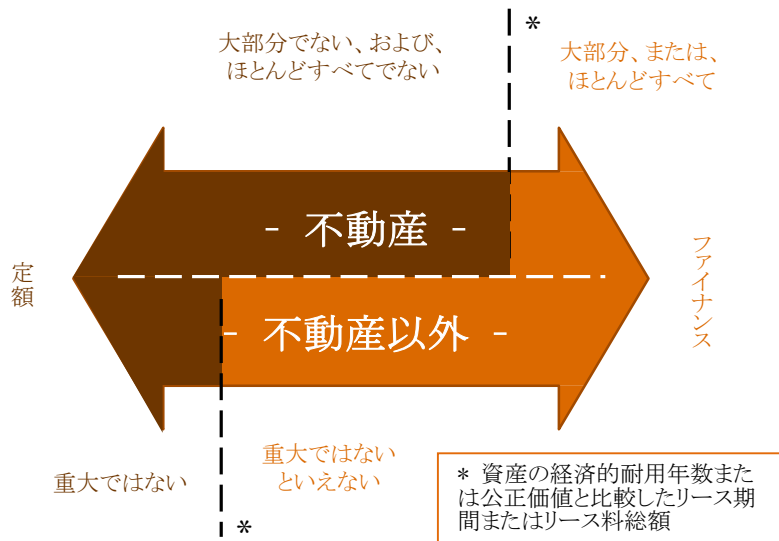 大部分でない、および、
ほとんどすべてでない
*
大部分、または、
ほとんどすべて
- 不動産 -
定額
ファイナンス
- 不動産以外 -
重大ではない
*
重大ではない
といえない
* 資産の経済的耐用年数また
は公正価値と比較したリース期
間またはリース料総額